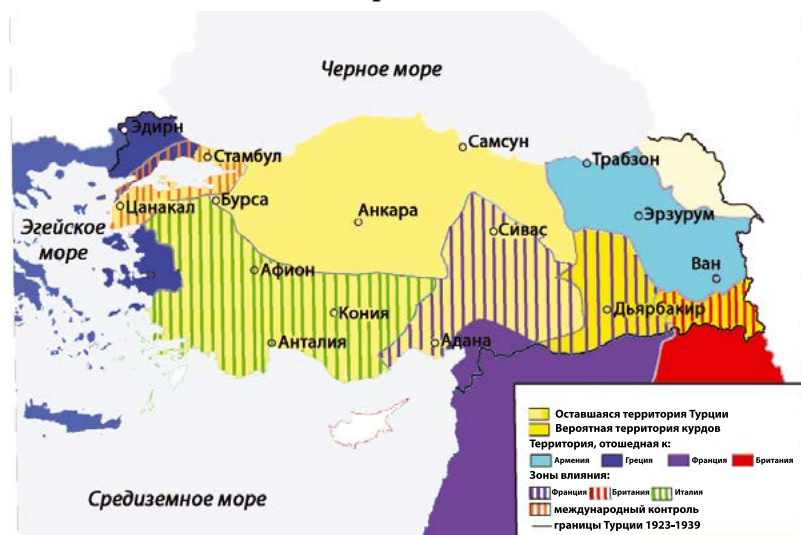 Черное море
Эдирн
Стамбул
Самсун
Трабзон
Цанакал
Бурса
Анкара
Эрзурум
Сивас
Эгейское
море
Ван
Афион
Кония
Дьярбакир
Анталия
Адана
Средиземное море
Оставшаяся территория Турции
Вероятная территория курдов
Территория, отошедшая к:
Армения Греция Франция Британия
Зоны влияния:
Франция Британия Италия
международный контроль
границы Турции 1923-1939